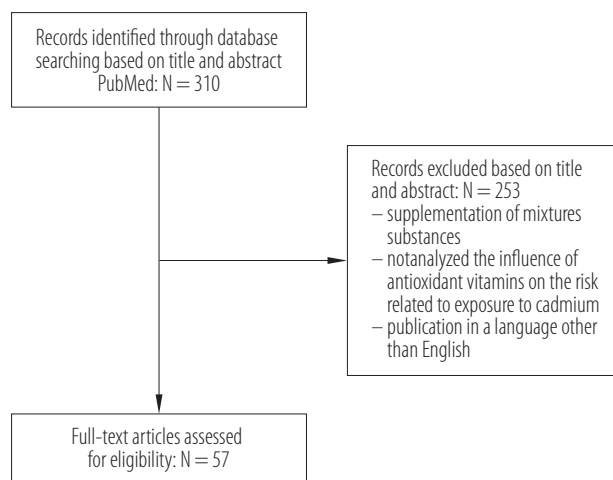 Records identified through database
searching based on title and abstract
PubMed: N = 310
Records excluded based on title
and abstract: N = 253
– supplementation of mixtures
substances
– notanalyzed the influence of
antioxidant vitamins on the risk
related to exposure to cadmium
– publication in a language other
than English
Full-text articles assessed
for eligibility: N = 57